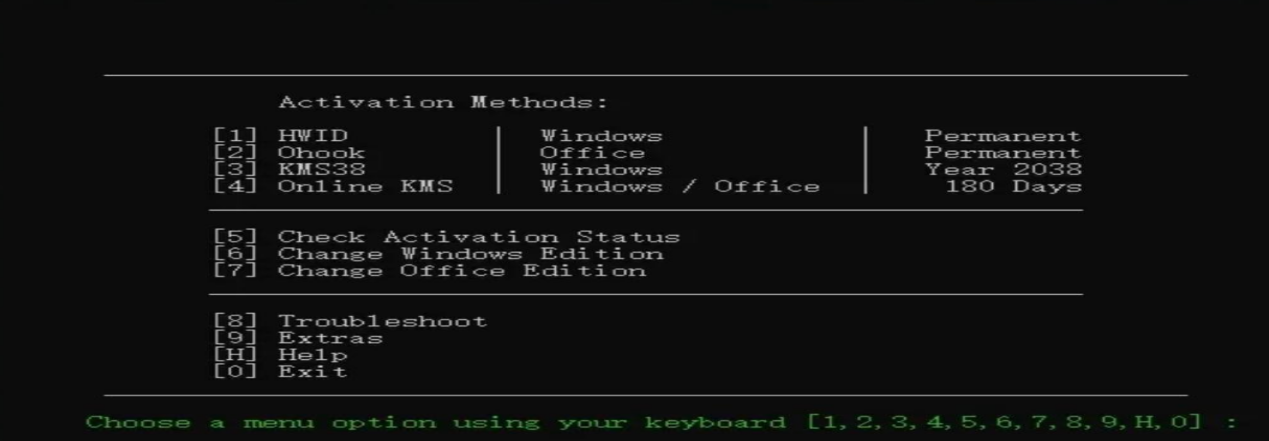 Activation Methods:
[1] HWID | Windows | Permanent
[2] Ohook | Office | Permanent
[3] KMS38 | Windows | Year 2038
[4] Online KMS | Windows / Office | 180 Days
[5] Check Activation Status
[6] Change Windows Edition
[7] Change Office Edition
[8] Troubleshoot
[9] Extras
[H] Help
[0] Exit
Choose a menu option using your keyboard [1,2,3,4,5,6,7,8,9,H,0] :